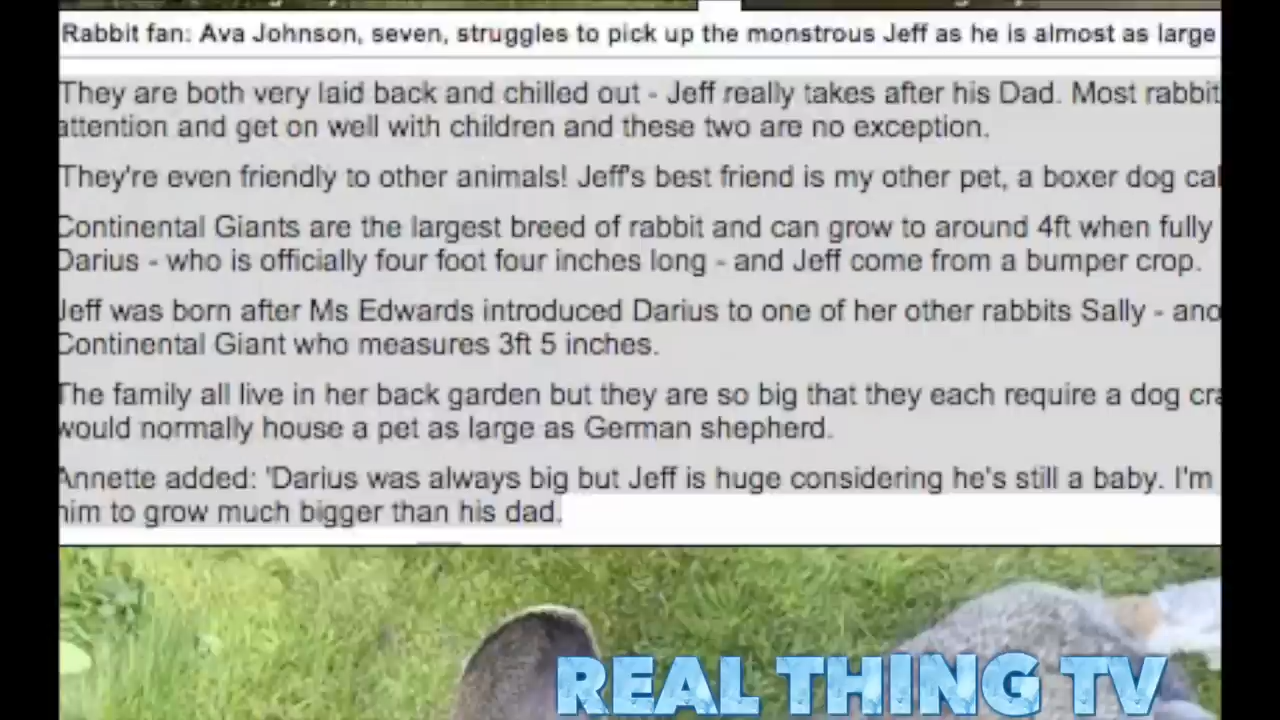 Rabbit fan: Ava Johnson, seven, struggles to pick up the monstrous Jeff as he is almost as large
They are both very laid back and chilled out - Jeff really takes after his Dad. Most rabbit
attention and get on well with children and these two are no exception.
They're even friendly to other animals! Jeff's best friend is my other pet, a boxer dog cal
Continental Giants are the largest breed of rabbit and can grow to around 4ft when fully
Darius - who is officially four foot four inches long - and Jeff come from a bumper crop.
Jeff was born after Ms Edwards introduced Darius to one of her other rabbits Sally - ano
Continental Giant who measures 3ft 5 inches.
The family all live in her back garden but they are so big that they each require a dog cra
would normally house a pet as large as German shepherd.
Annette added: 'Darius was always big but Jeff is huge considering he's still a baby. I'm
him to grow much bigger than his dad.
REAL THING TV